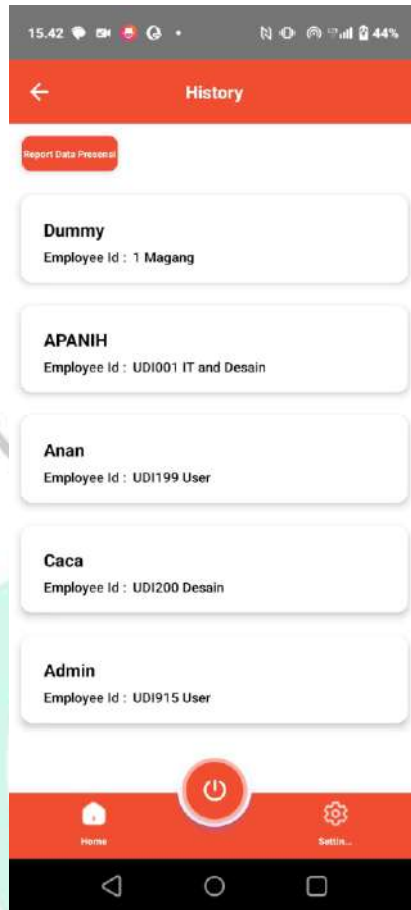 15.42 44%
History
Report Data Presensi
Dummy
Employee Id : 1 Magang
APANIH
Employee Id : UDI001 IT and Desain
Anan
Employee Id : UDI199 User
Caca
Employee Id : UDI200 Desain
Admin
Employee Id : UDI915 User
Home Settin...